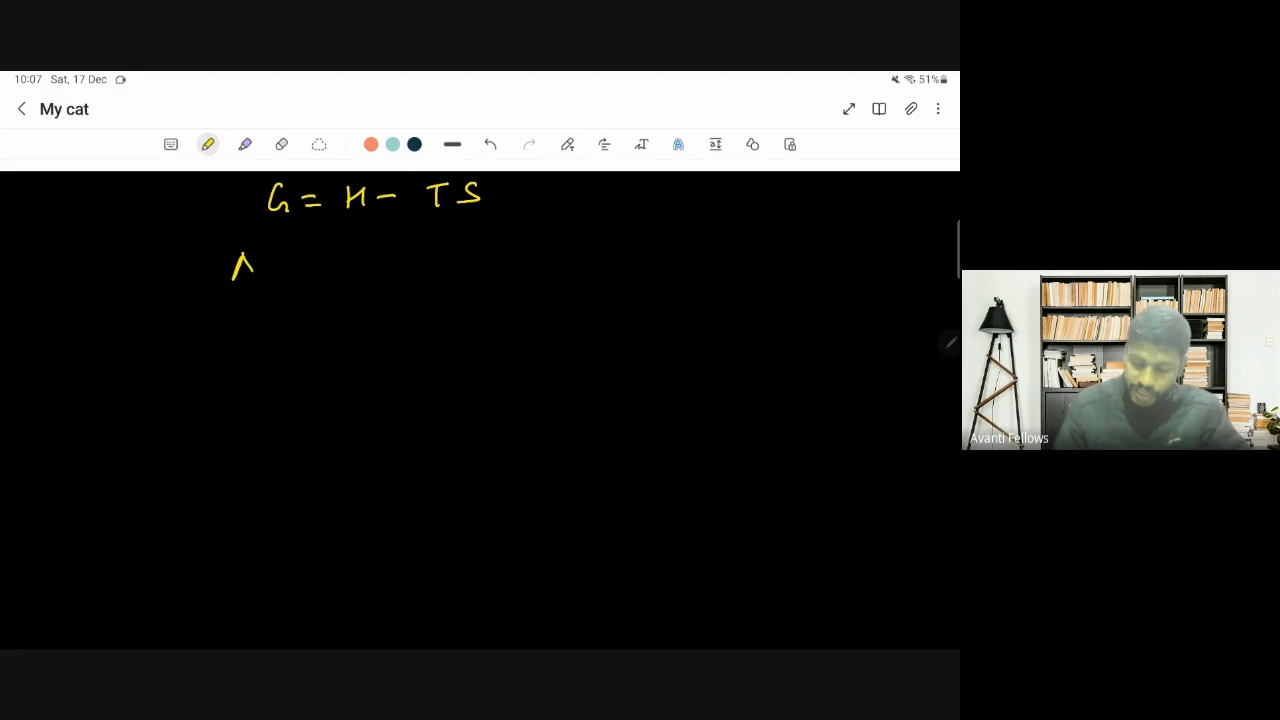 10:07 Sat, 17 Dec 51%
My cat
G = H - TS
Avanti Fellows